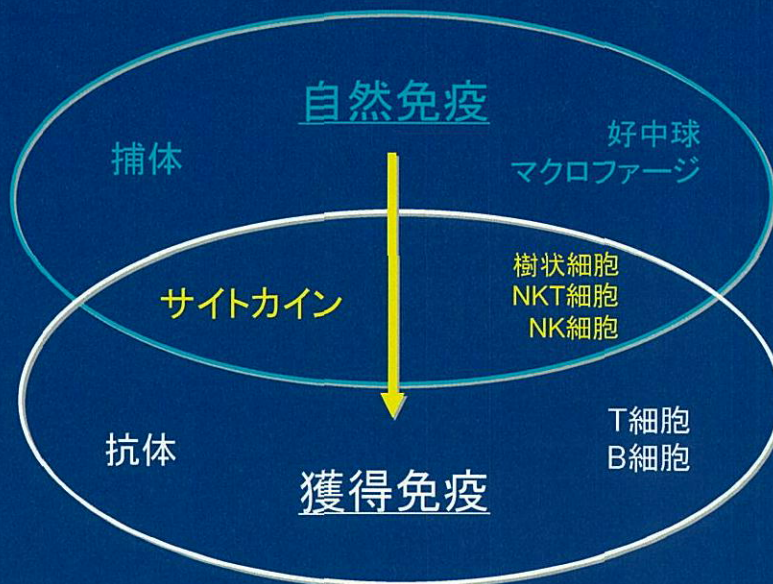 自然免疫
捕体
好中球
マクロファージ
サイトカイン
樹状細胞
NKT細胞
NK細胞
抗体
T細胞
B細胞
獲得免疫